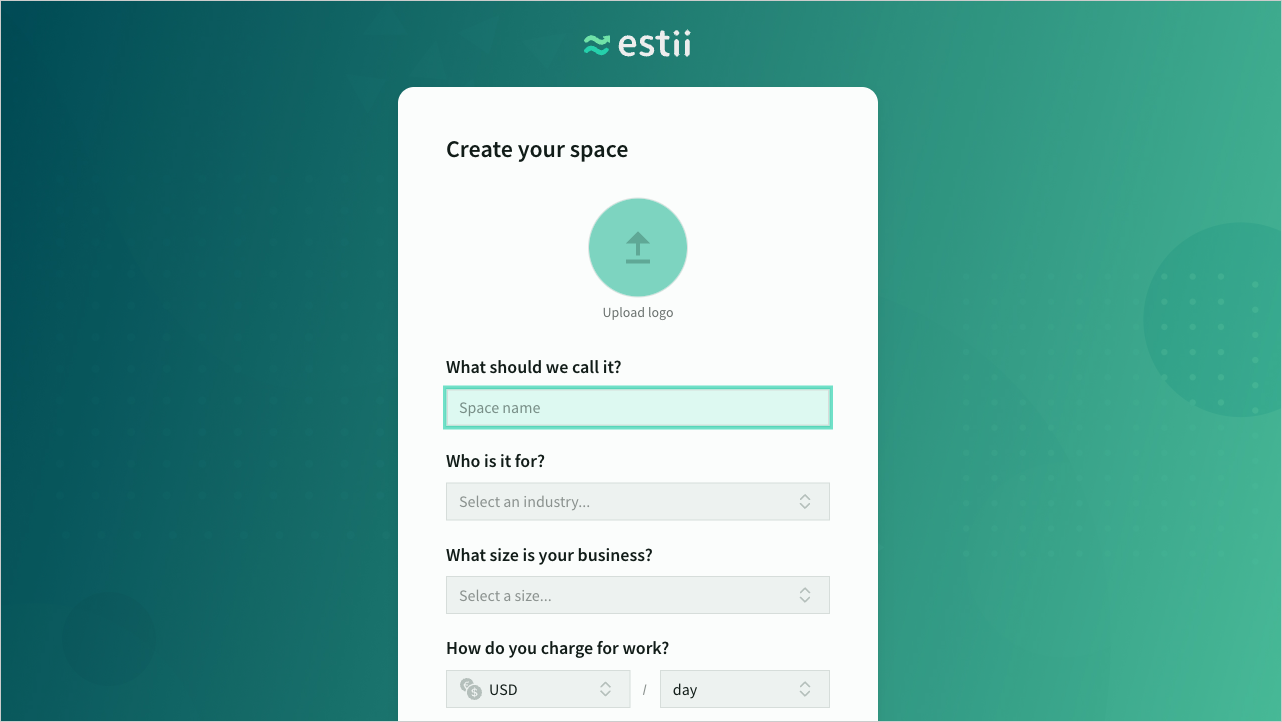 estii
Create your space
Upload logo
What should we call it?
Space name
Who is it for?
Select an industry...
What size is your business?
Select a size...
How do you charge for work?
USD / day